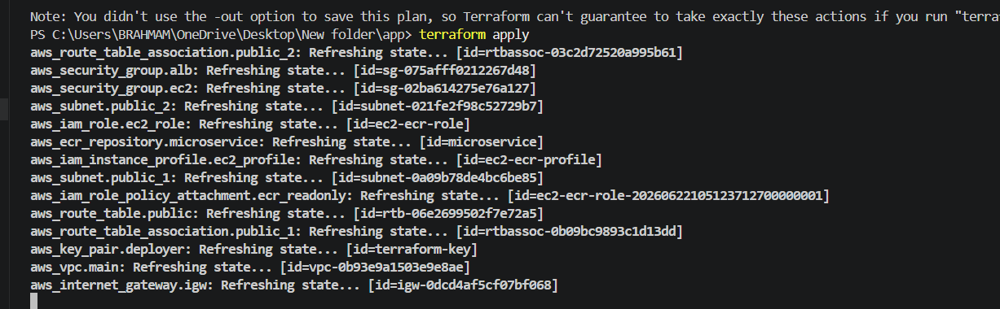 Note: You didn't use the -out option to save this plan, so Terraform can't guarantee to take exactly these actions if you run "terra
PS C:\Users\BRAHMAM\OneDrive\Desktop\New folder\app> terraform apply
aws_route_table_association.public_2: Refreshing state... [id=rtbassoc-03c2d72520a995b61]
aws_security_group.alb: Refreshing state... [id=sg-075afff0212267d48]
aws_security_group.ec2: Refreshing state... [id=sg-02ba614275e76a127]
aws_subnet.public_2: Refreshing state... [id=subnet-021fe2f98c52729b7]
aws_iam_role.ec2_role: Refreshing state... [id=ec2-ecr-role]
aws_ecr_repository.microservice: Refreshing state... [id=microservice]
aws_iam_instance_profile.ec2_profile: Refreshing state... [id=ec2-ecr-profile]
aws_subnet.public_1: Refreshing state... [id=subnet-0a09b78de4bc6be85]
aws_iam_role_policy_attachment.ecr_readonly: Refreshing state... [id=ec2-ecr-role-20260622105123712700000001]
aws_route_table.public: Refreshing state... [id=rtb-06e2699502f7e72a5]
aws_route_table_association.public_1: Refreshing state... [id=rtbassoc-0b09bc9893c1d13dd]
aws_key_pair.deployer: Refreshing state... [id=terraform-key]
aws_vpc.main: Refreshing state... [id=vpc-0b93e9a1503e9e8ae]
aws_internet_gateway.igw: Refreshing state... [id=igw-0dcd4af5cf07bf068]